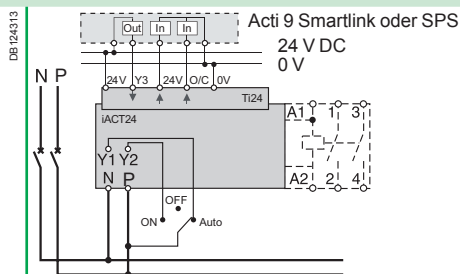 DB124313
Out In In
Acti 9 Smartlink oder SPS
24 V DC
0 V
N P
24V Y3 24V O/C 0V
Ti24
iACT24
A1 1 3
Y1 Y2
N P
A2 2 4
OFF
ON Auto